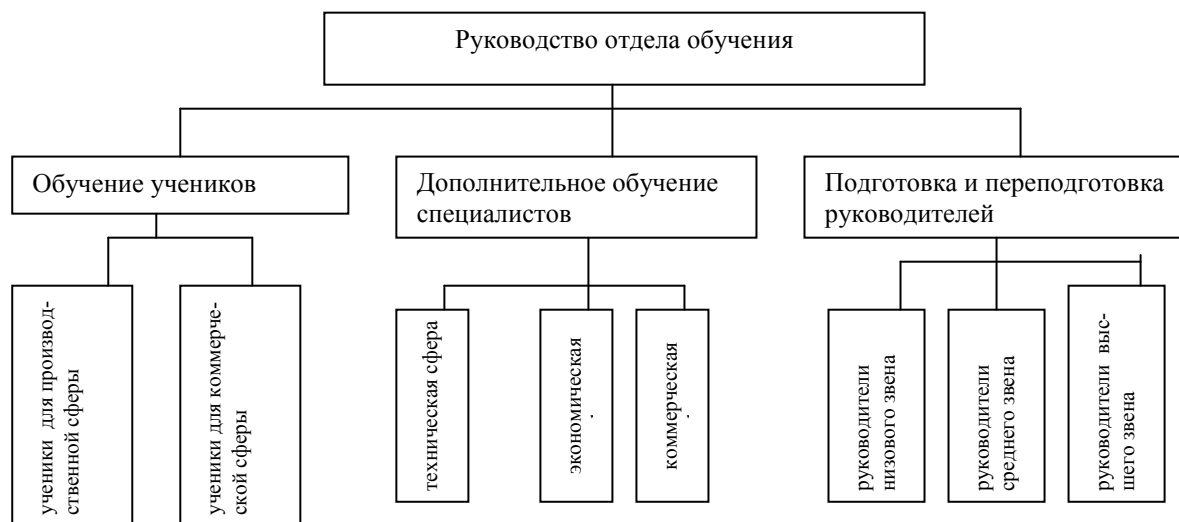 Руководство отдела обучения
Обучение учеников
Дополнительное обучение
специалистов
Подготовка и переподготовка
руководителей
ученики для производ-
ственной сферы
ученики для коммерче-
ской сферы
техническая сфера
экономическая
коммерческая
руководители
низового звена
руководители
среднего звена
руководители выс-
шего звена